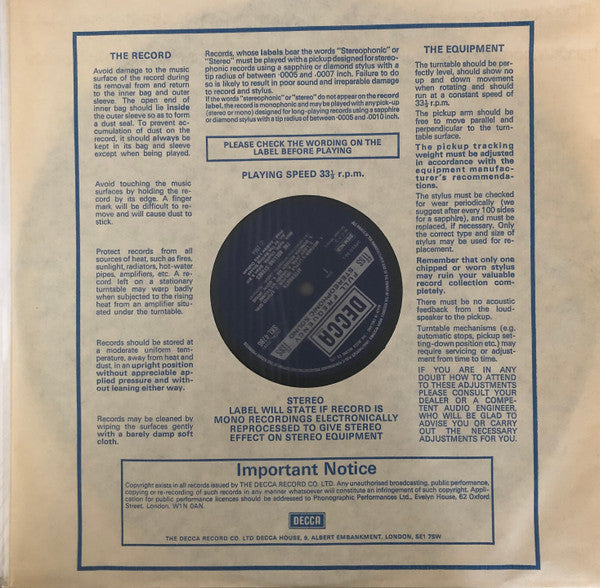 THE RECORD
Avoid damage to the music
surface of the record during
its removal from end return
to the inner bag and outer
sleeve. The open end of
inner bag should lie inside
the outer sleeve so as to form
a dust seal. To prevent ac-
cumulation of dust on the
record, it should always be
kept in its bag and sleeve
except when being played.
Avoid touching the music
surfaces by holding the re-
cord by its edge. A finger
mark will be difficult to re-
move and will cause dust to
stick.
Protect records from all
sources of heat, such as fires,
sunlight, radiators, hot-water
pipes, amplifiers, etc. A re-
cord left on a stationary
turntable may warp badly
when subjected to the rising
heat from an amplifier situ-
ated under the turntable.
Records should be stored at
a moderate uniform tem-
perature, away from heat and
dust, in an upright position
without appreciable ap-
plied pressure and with-
out leaning either way.
Records may be cleaned by
wiping the surfaces gently
with a barely damp soft
cloth.
Records, whose labels bear the words "Stereophonic" or
"Stereo" must be played with a pickup designed for stereo-
phonic records using a sapphire or diamond stylus with a
tip radius of between ·0005 and ·0007 inch. Failure to do
so is likely to result in poor sound and irreparable damage
to record and stylus.
If the words "stereophonic" or "stereo" do not appear on the record
label, the record is monophonic and may be played with any pick-up
(stereo or mono) designed for long-playing records using a sapphire
or diamond stylus with a tip radius of between ·0005 and ·0010 inch.
PLEASE CHECK THE WORDING ON THE
LABEL BEFORE PLAYING
PLAYING SPEED 33⅓ r.p.m.
DECCA
FULL FREQUENCY
STEREOPHONIC
SOUND
STEREO
LABEL WILL STATE IF RECORD IS
MONO RECORDINGS ELECTRONICALLY
REPROCESSED TO GIVE STEREO
EFFECT ON STEREO EQUIPMENT
THE EQUIPMENT
The turntable should be per-
fectly level, should show no
up and down movement
when rotating and should
run at a constant speed of
33⅓ r.p.m.
The pickup arm should be
free to move parallel and
perpendicular to the turn-
table surface.
The pickup tracking
weight must be adjusted
in accordance with the
equipment manufac-
turer's recommenda-
tions.
The stylus must be checked
for wear periodically (we
suggest after every 100 sides
for a sapphire), and must be
replaced, if necessary. Only
the correct type and size of
stylus may be used for re-
placement.
Remember that only one
chipped or worn stylus
may ruin your valuable
record collection com-
pletely.
There must be no acoustic
feedback from the loud-
speaker to the pickup.
Turntable mechanisms (e.g.
automatic stops, pickup set-
ting-down position etc.) may
require servicing or adjust-
ment from time to time.
IF YOU ARE IN ANY
DOUBT HOW TO ATTEND
TO THESE ADJUSTMENTS
PLEASE CONSULT YOUR
DEALER OR A COMPE-
TENT AUDIO ENGINEER,
WHO WILL BE GLAD TO
ADVISE YOU OR CARRY
OUT THE NECESSARY
ADJUSTMENTS FOR YOU.
Important Notice
Copyright exists in all records issued by THE DECCA RECORD CO. LTD. Any unauthorised broadcasting, public performance,
copying or re-recording of such records in any manner whatsoever will constitute an infringement of such copyright. Appli-
cation for public performance licences should be addressed to Phonographic Performances Ltd., Evelyn House, 62 Oxford
Street. London. W1N 0AN.
DECCA
THE DECCA RECORD CO. LTD DECCA HOUSE, 9, ALBERT EMBANKMENT, LONDON, SE1 7SW